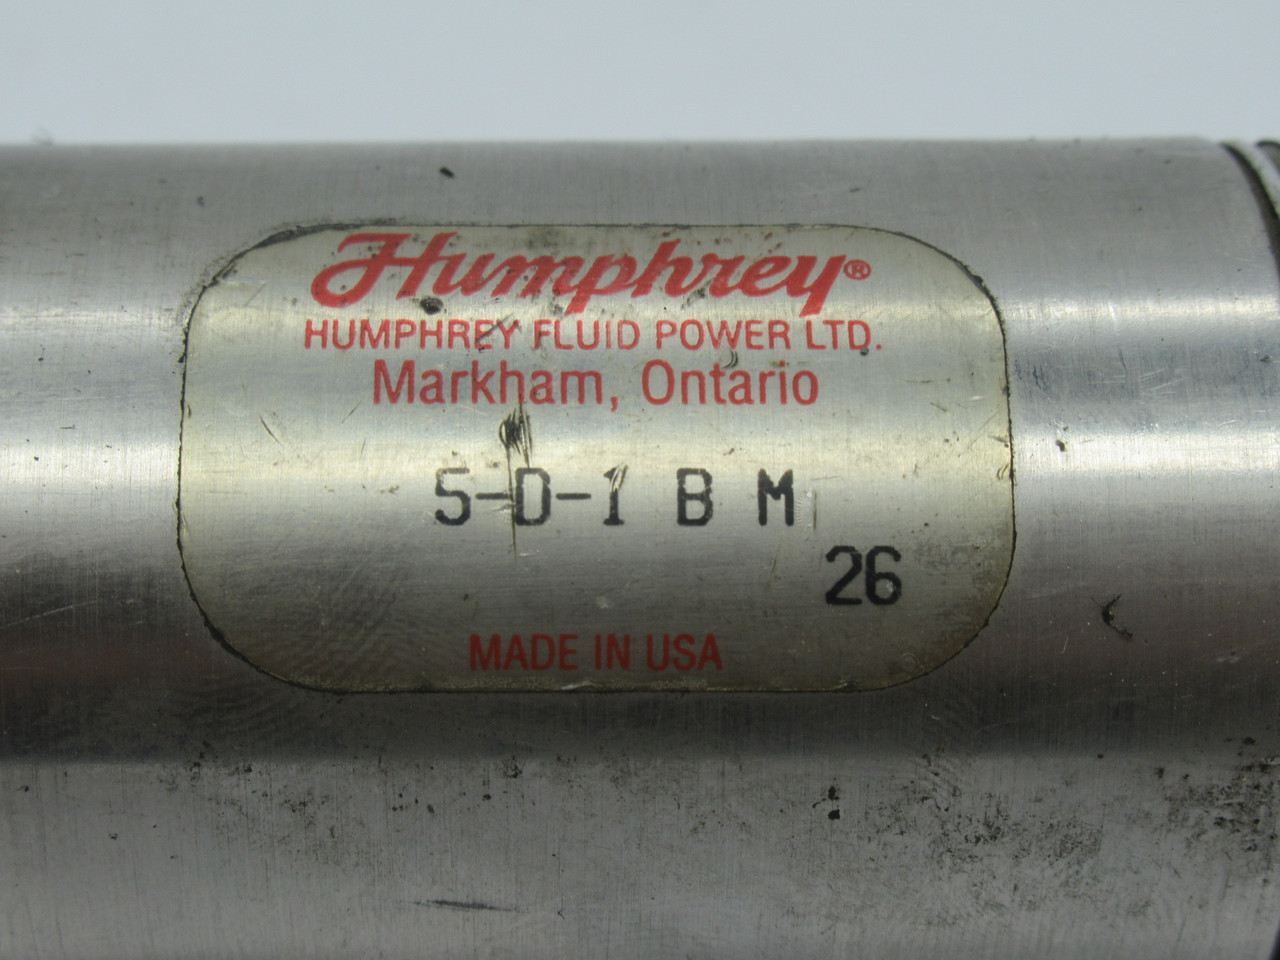 Humphrey®
HUMPHREY FLUID POWER LTD.
Markham, Ontario
5-D-1 B M
26
MADE IN USA